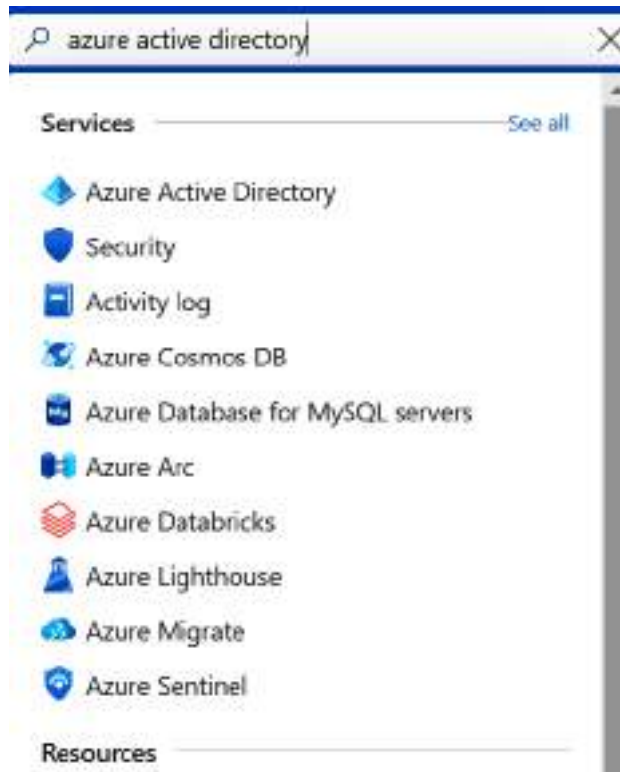 azure active directory
Services See all
Azure Active Directory
Security
Activity log
Azure Cosmos DB
Azure Database for MySQL servers
Azure Arc
Azure Databricks
Azure Lighthouse
Azure Migrate
Azure Sentinel
Resources